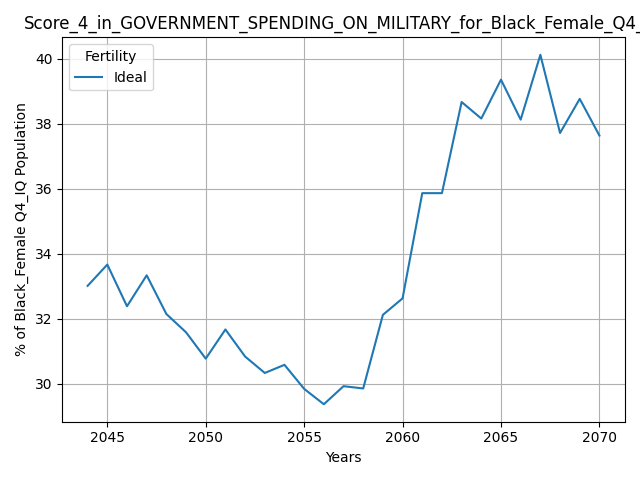 Score_4_in_GOVERNMENT_SPENDING_ON_MILITARY_for_Black_Female_Q4_
Fertility
Ideal
% of Black_Female Q4_IQ Population
40
38
36
34
32
30
2045 2050 2055 2060 2065 2070
Years